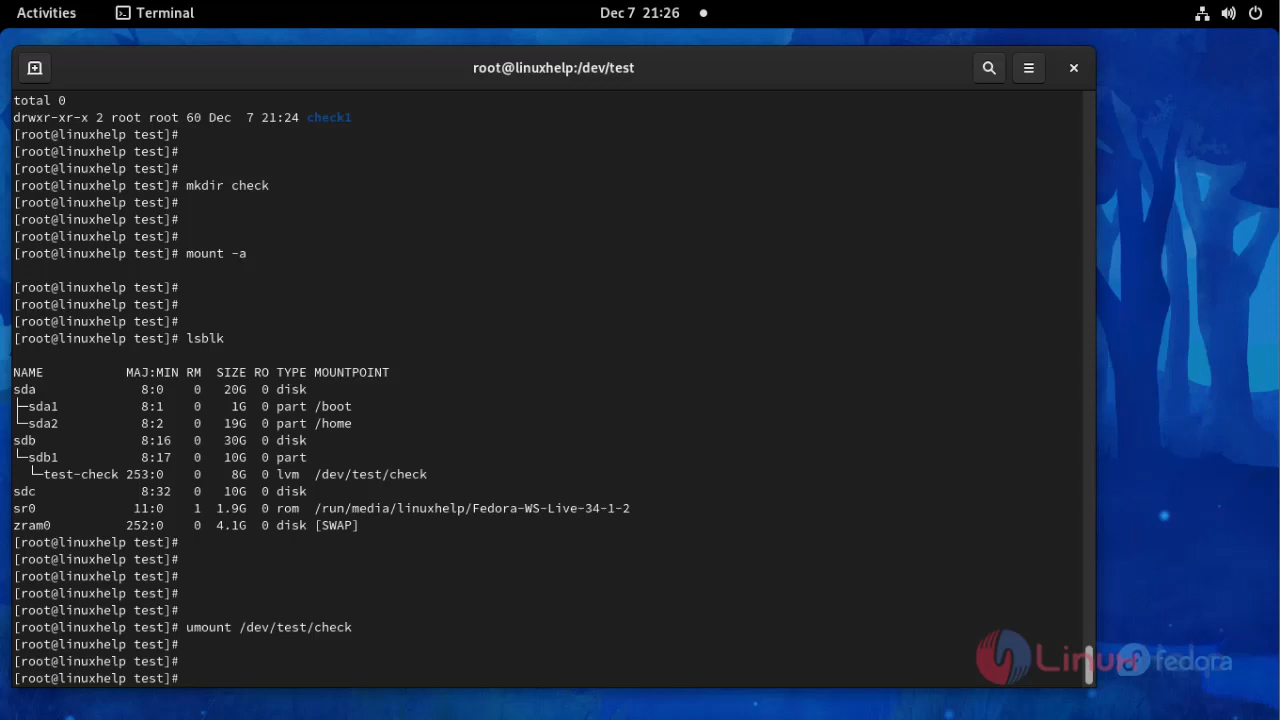 Activities Terminal Dec 7 21:26
root@linuxhelp:/dev/test
total 0
drwxr-xr-x 2 root root 60 Dec  7 21:24 check1
[root@linuxhelp test]#
[root@linuxhelp test]#
[root@linuxhelp test]#
[root@linuxhelp test]# mkdir check
[root@linuxhelp test]#
[root@linuxhelp test]#
[root@linuxhelp test]#
[root@linuxhelp test]# mount -a
[root@linuxhelp test]#
[root@linuxhelp test]#
[root@linuxhelp test]#
[root@linuxhelp test]# lsblk
NAME           MAJ:MIN RM  SIZE RO TYPE MOUNTPOINT
sda              8:0    0   20G  0 disk
├─sda1           8:1    0    1G  0 part /boot
└─sda2           8:2    0   19G  0 part /home
sdb              8:16   0   30G  0 disk
└─sdb1           8:17   0   10G  0 part
  └─test-check 253:0    0    8G  0 lvm  /dev/test/check
sdc              8:32   0   10G  0 disk
sr0             11:0    1  1.9G  0 rom  /run/media/linuxhelp/Fedora-WS-Live-34-1-2
zram0          252:0    0  4.1G  0 disk [SWAP]
[root@linuxhelp test]#
[root@linuxhelp test]#
[root@linuxhelp test]#
[root@linuxhelp test]#
[root@linuxhelp test]#
[root@linuxhelp test]# umount /dev/test/check
[root@linuxhelp test]#
[root@linuxhelp test]#
[root@linuxhelp test]#
fedora